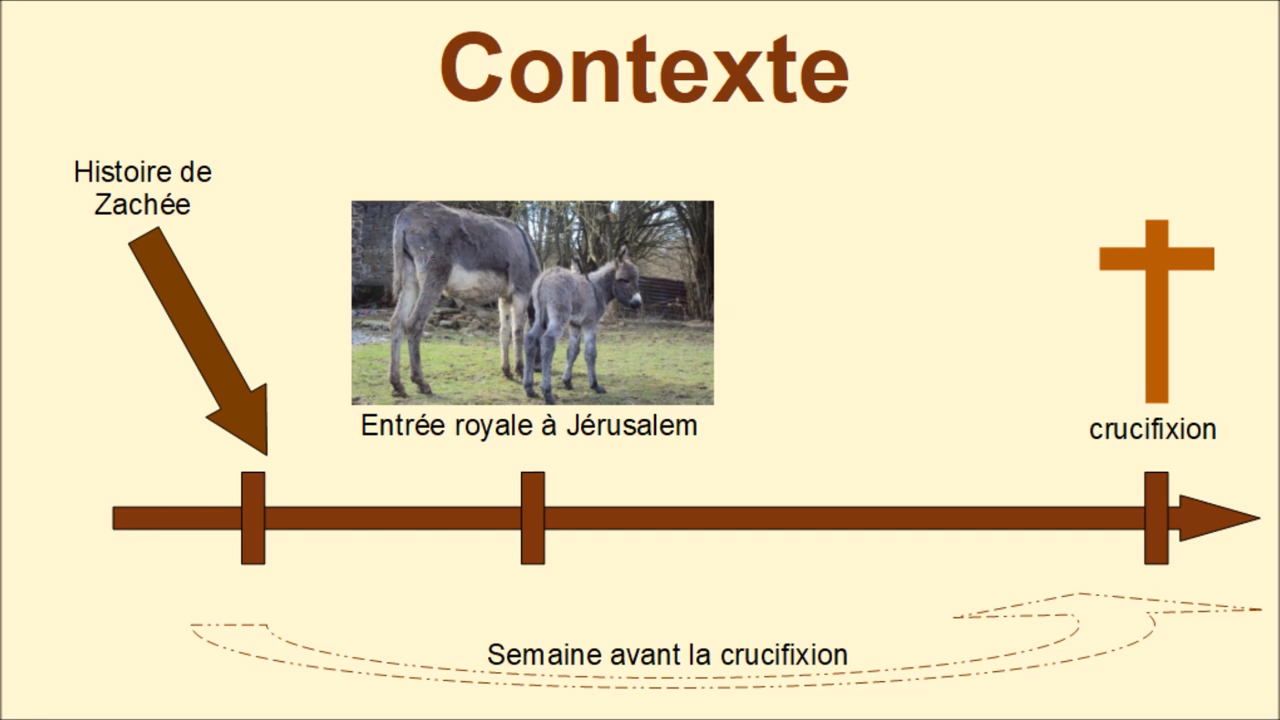 Contexte
Histoire de
Zachée
Entrée royale à Jérusalem
crucifixion
Semaine avant la crucifixion